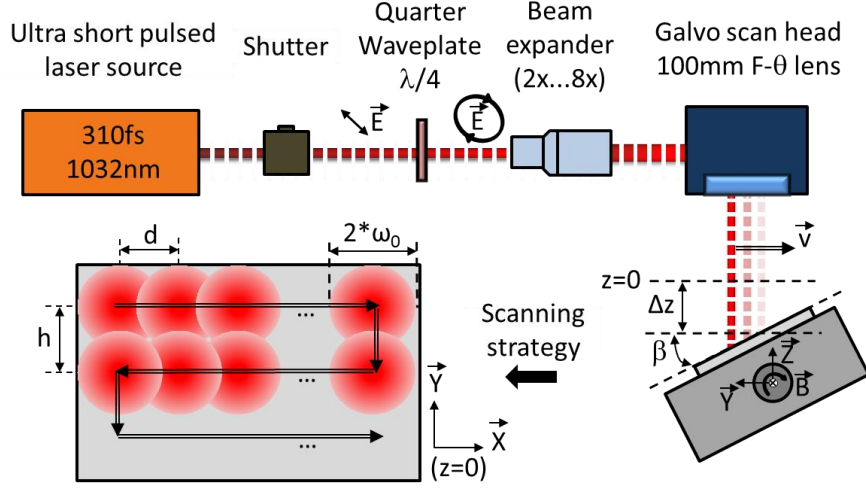 Ultra short pulsed
laser source
Shutter
Quarter
Waveplate
λ/4
Beam
expander
(2x...8x)
Galvo scan head
100mm F-θ lens
310fs
1032nm
E
E
v
d
2*ω₀
h
...
...
...
Scanning
strategy
Y
X
(z=0)
z=0
Δz
β
Z
Y
B